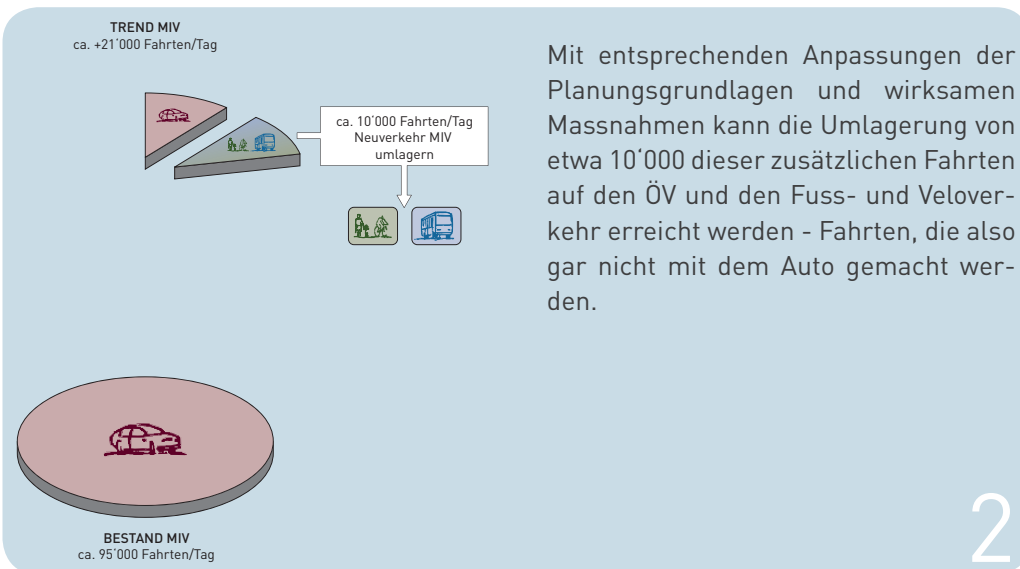 TREND MIV
ca. +21‘000 Fahrten/Tag
ca. 10‘000 Fahrten/Tag
Neuverkehr MIV
umlagern
Mit entsprechenden Anpassungen der
Planungsgrundlagen und wirksamen
Massnahmen kann die Umlagerung von
etwa 10‘000 dieser zusätzlichen Fahrten
auf den ÖV und den Fuss- und Velover-
kehr erreicht werden - Fahrten, die also
gar nicht mit dem Auto gemacht wer-
den.
BESTAND MIV
ca. 95‘000 Fahrten/Tag
2